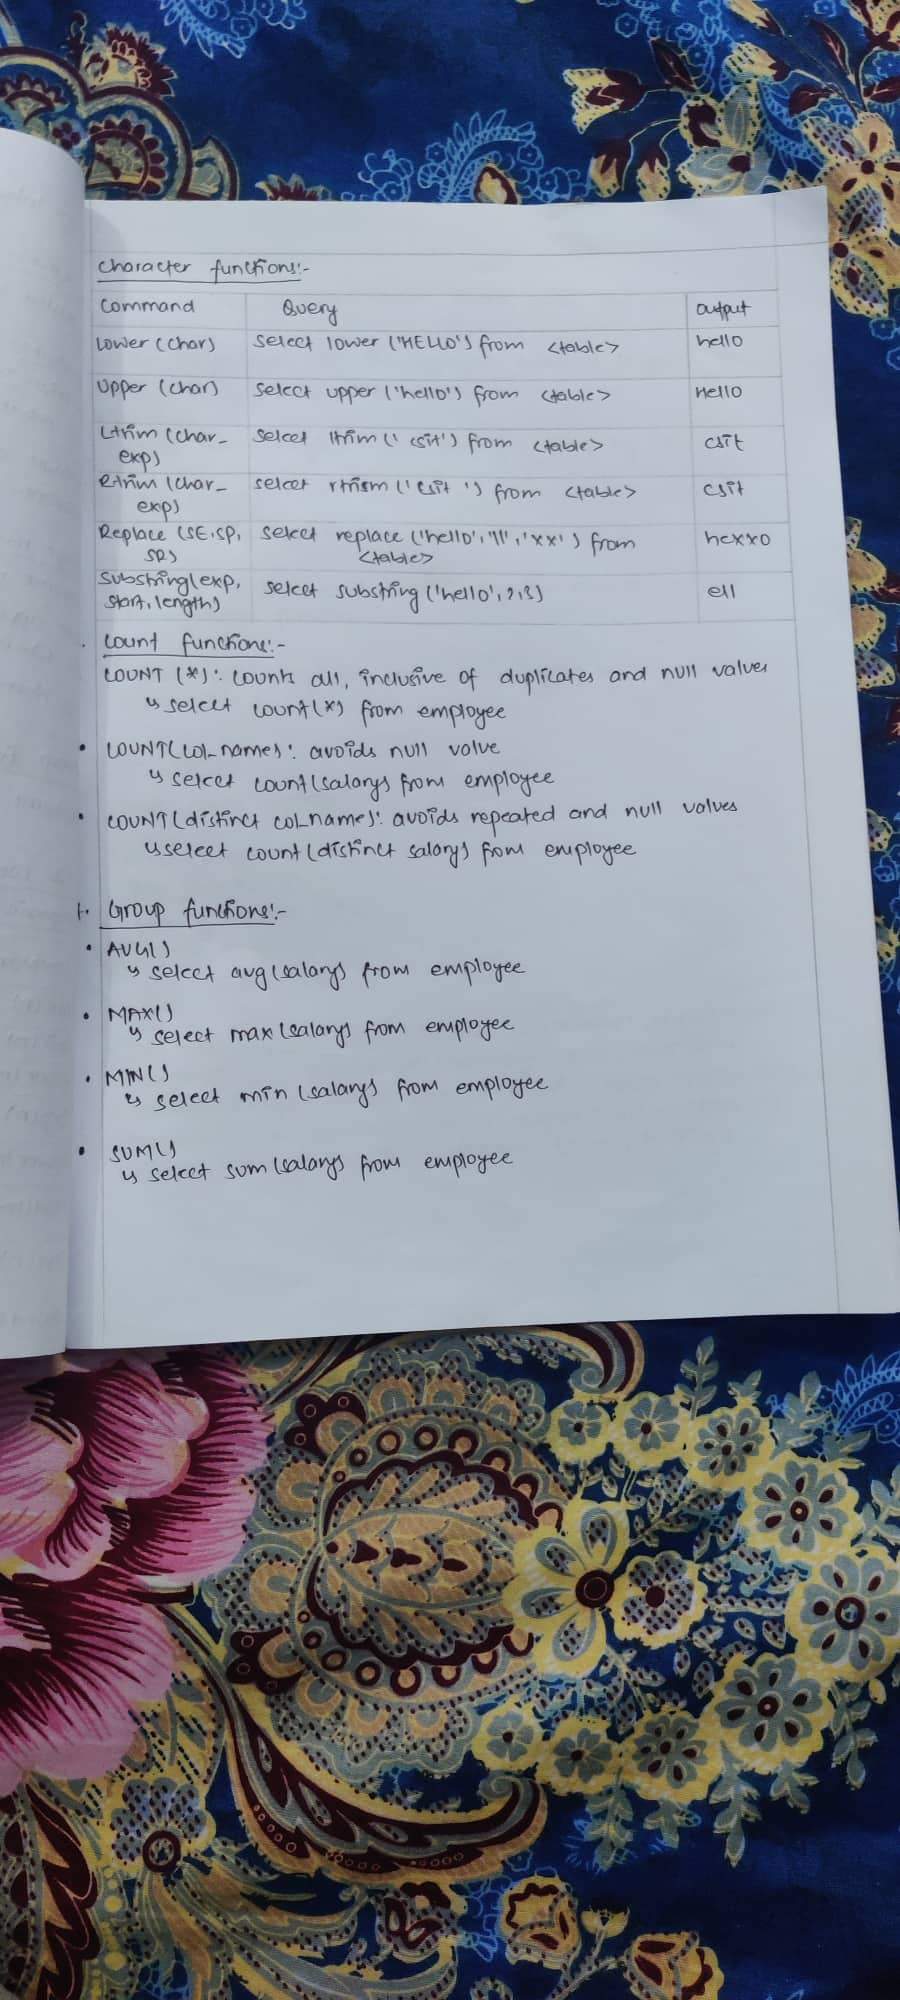 Character functions:-
Command Query output
Lower (char) select lower ('HELLO') from <table> hello
Upper (char) select upper ('hello') from <table> Hello
Ltrim (char_ select ltrim (' csit') from <table> csit
exp)
Rtrim (char_ select rtrism (' csit ') from <table> csit
exp)
Replace (SE, SP, select replace ('hello', 'll', 'xx') from hexxo
SR) <table>
Substring(exp, select substring ('hello', 2, 3) ell
start, length)
Count functions:-
COUNT (*): Counts all, inclusive of duplicates and null values
↳ select count(*) from employee
• COUNT(col_name): avoids null value
↳ select count(salary) from employee
• COUNT(distinct col_name): avoids repeated and null values
↳ select count (distinct salary) from employee
Group functions:-
• AVG()
↳ select avg (salary) from employee
• MAX()
↳ select max (salary) from employee
• MIN()
↳ select min (salary) from employee
• SUM()
↳ select sum (salary) from employee